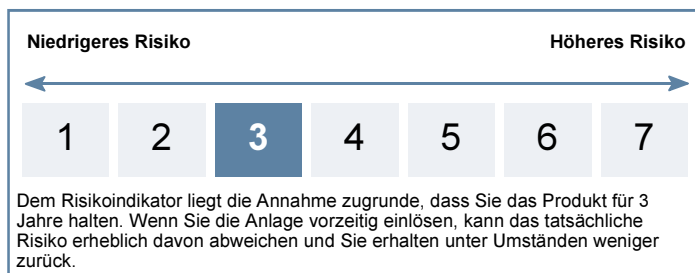 Niedrigeres Risiko Höheres Risiko
1 2 3 4 5 6 7
Dem Risikoindikator liegt die Annahme zugrunde, dass Sie das Produkt für 3
Jahre halten. Wenn Sie die Anlage vorzeitig einlösen, kann das tatsächliche
Risiko erheblich davon abweichen und Sie erhalten unter Umständen weniger
zurück.